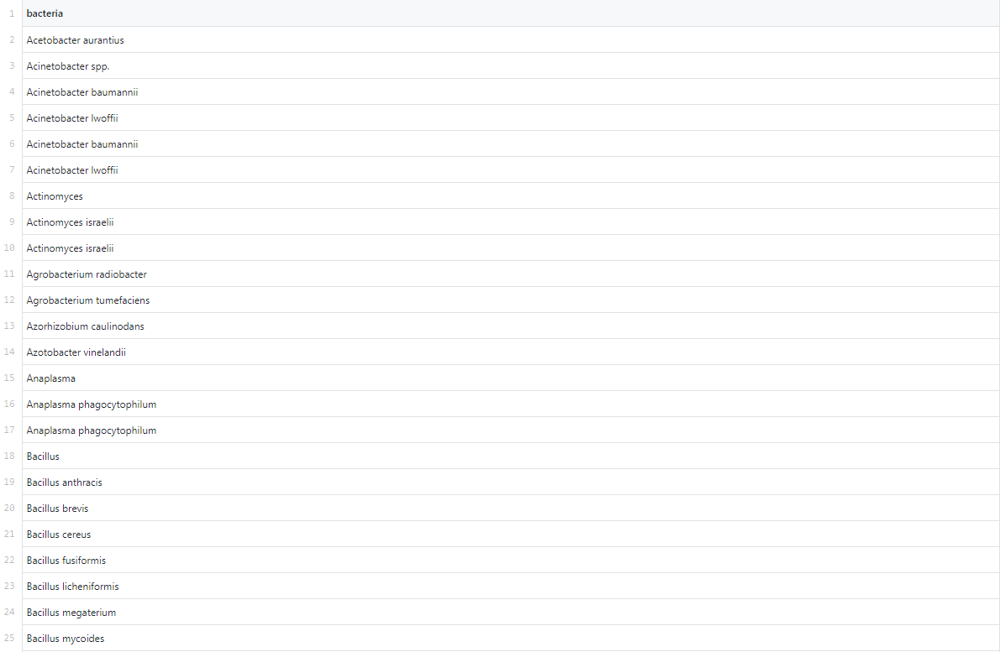 1 bacteria
2 Acetobacter aurantius
3 Acinetobacter spp.
4 Acinetobacter baumannii
5 Acinetobacter lwoffii
6 Acinetobacter baumannii
7 Acinetobacter lwoffii
8 Actinomyces
9 Actinomyces israelii
10 Actinomyces israelii
11 Agrobacterium radiobacter
12 Agrobacterium tumefaciens
13 Azorhizobium caulinodans
14 Azotobacter vinelandii
15 Anaplasma
16 Anaplasma phagocytophilum
17 Anaplasma phagocytophilum
18 Bacillus
19 Bacillus anthracis
20 Bacillus brevis
21 Bacillus cereus
22 Bacillus fusiformis
23 Bacillus licheniformis
24 Bacillus megaterium
25 Bacillus mycoides